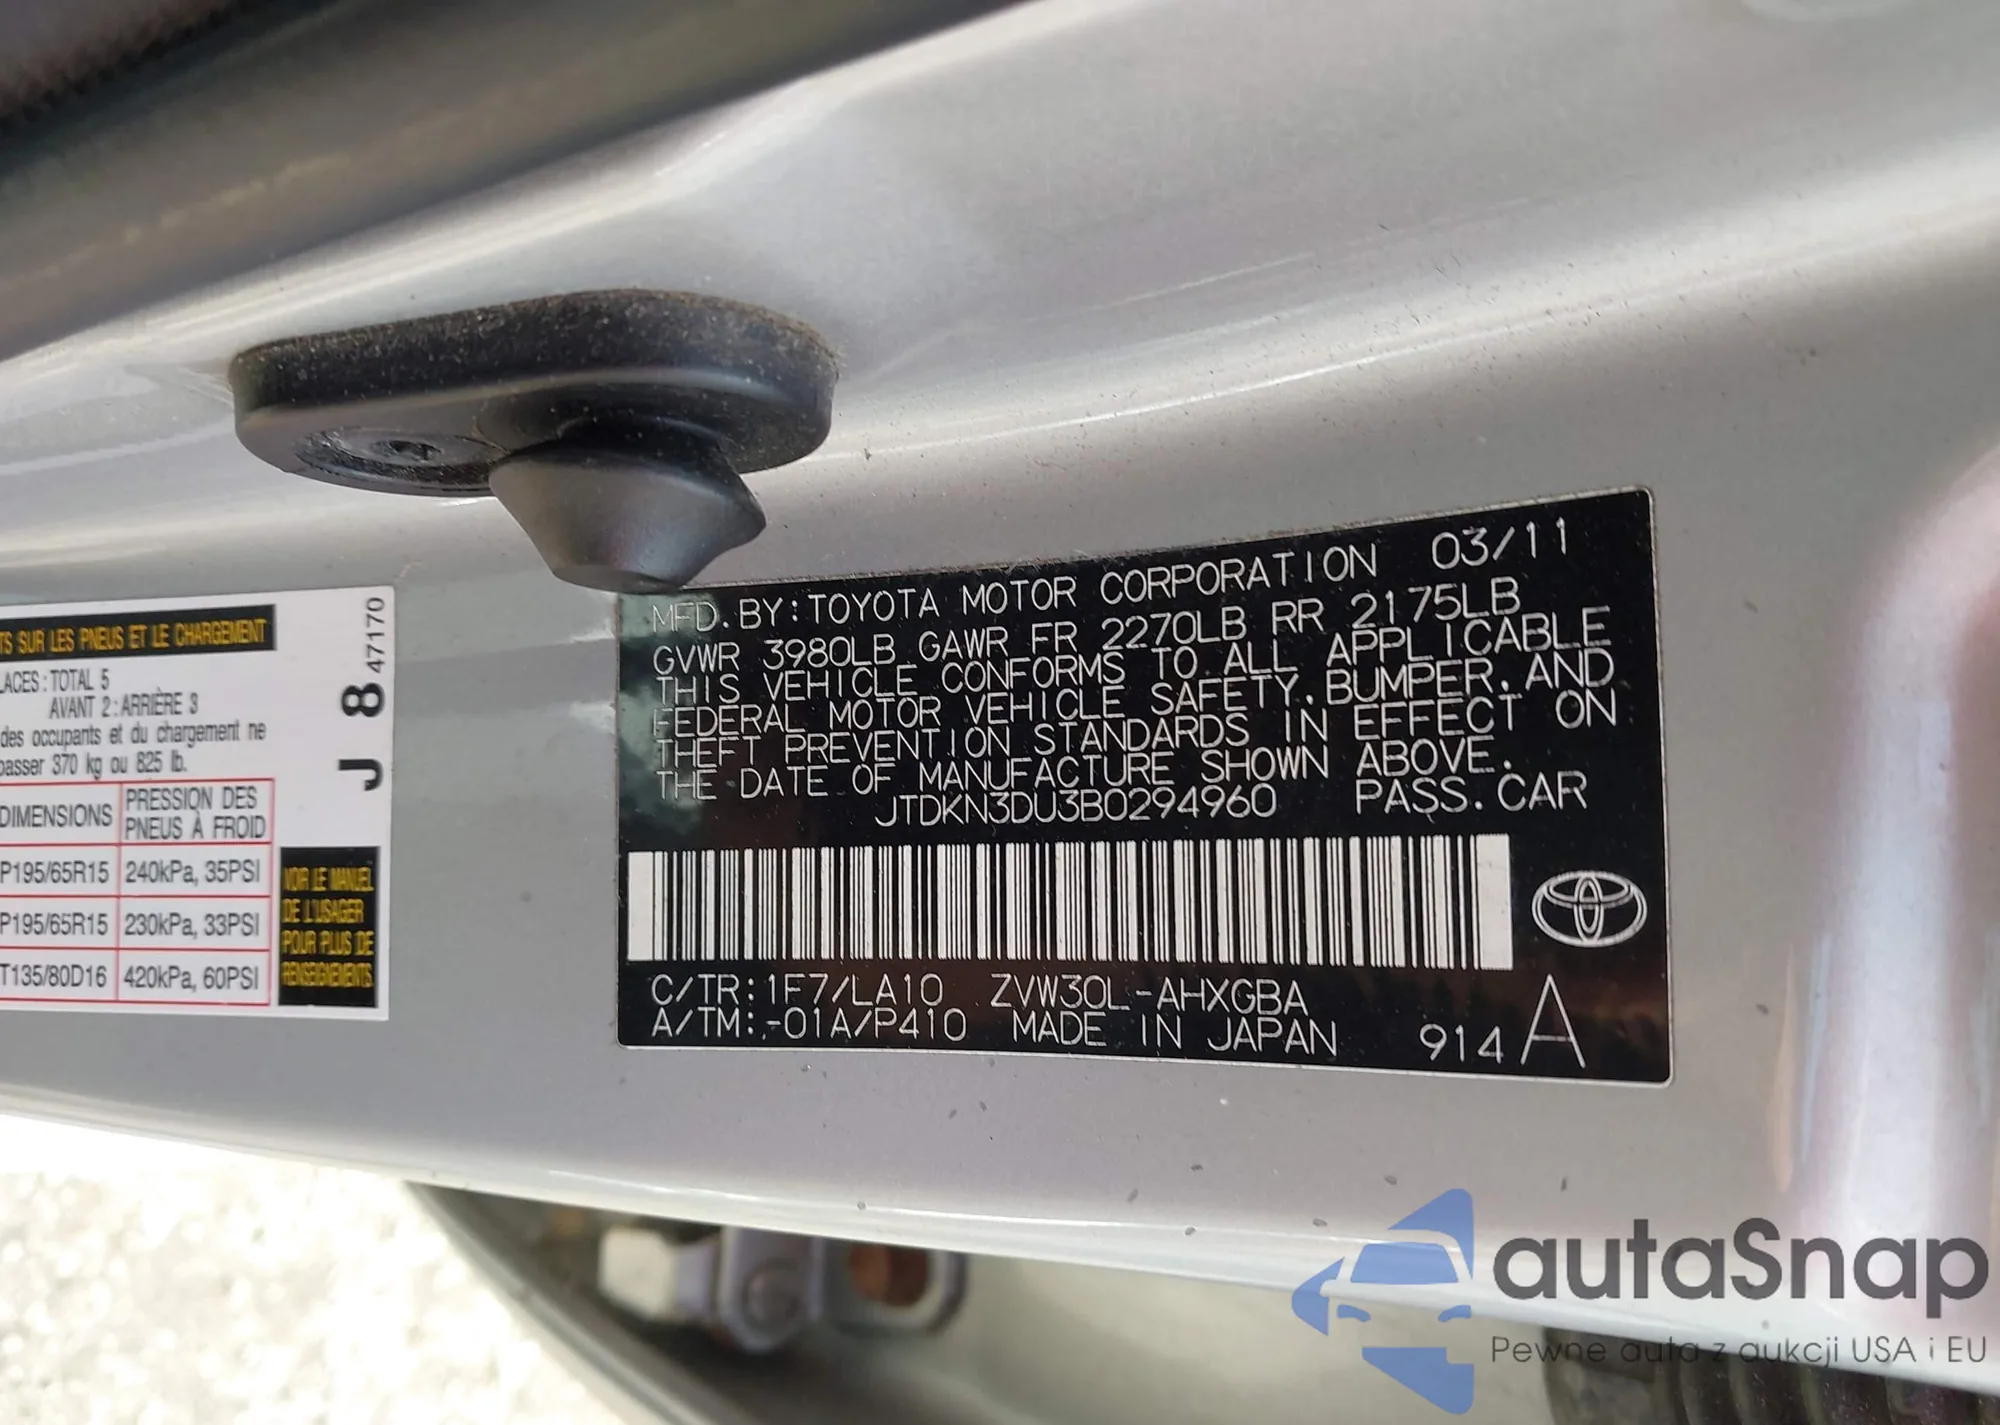 TS SUR LES PNEUS ET LE CHARGEMENT
LACES : TOTAL 5
AVANT 2 : ARRIÈRE 3
des occupants et du chargement ne
passer 370 kg ou 825 lb.
DIMENSIONS
PRESSION DES PNEUS À FROID
P195/65R15 240kPa, 35PSI
P195/65R15 230kPa, 33PSI
T135/80D16 420kPa, 60PSI
VOIR LE MANUEL
DE L'USAGER
POUR PLUS DE
RENSEIGNEMENTS
J 8 47170
MFD. BY: TOYOTA MOTOR CORPORATION 03/11
GVWR 3980LB GAWR FR 2270LB RR 2175LB
THIS VEHICLE CONFORMS TO ALL APPLICABLE
FEDERAL MOTOR VEHICLE SAFETY, BUMPER, AND
THEFT PREVENTION STANDARDS IN EFFECT ON
THE DATE OF MANUFACTURE SHOWN ABOVE.
JTDKN3DU3B0294960 PASS. CAR
C/TR: 1F7/LA10 ZVW30L-AHXGBA
A/TM: -01A/P410 MADE IN JAPAN 914 A
autaSnap
Pewne auta z aukcji USA i EU